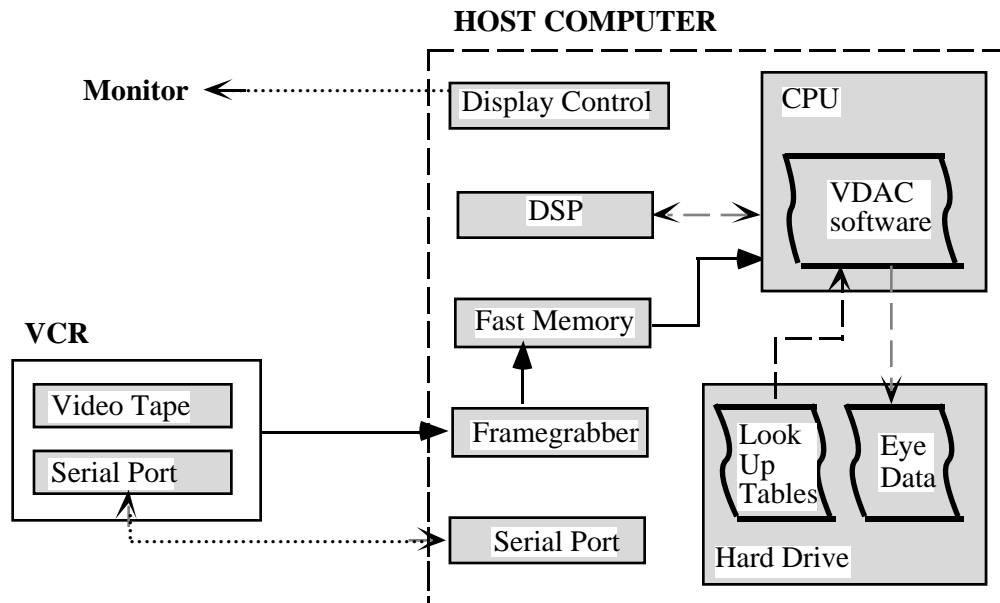 HOST COMPUTER
Monitor
Display Control
CPU
DSP
VDAC
software
Fast Memory
VCR
Video Tape
Serial Port
Framegrabber
Serial Port
Look
Up
Tables
Eye
Data
Hard Drive